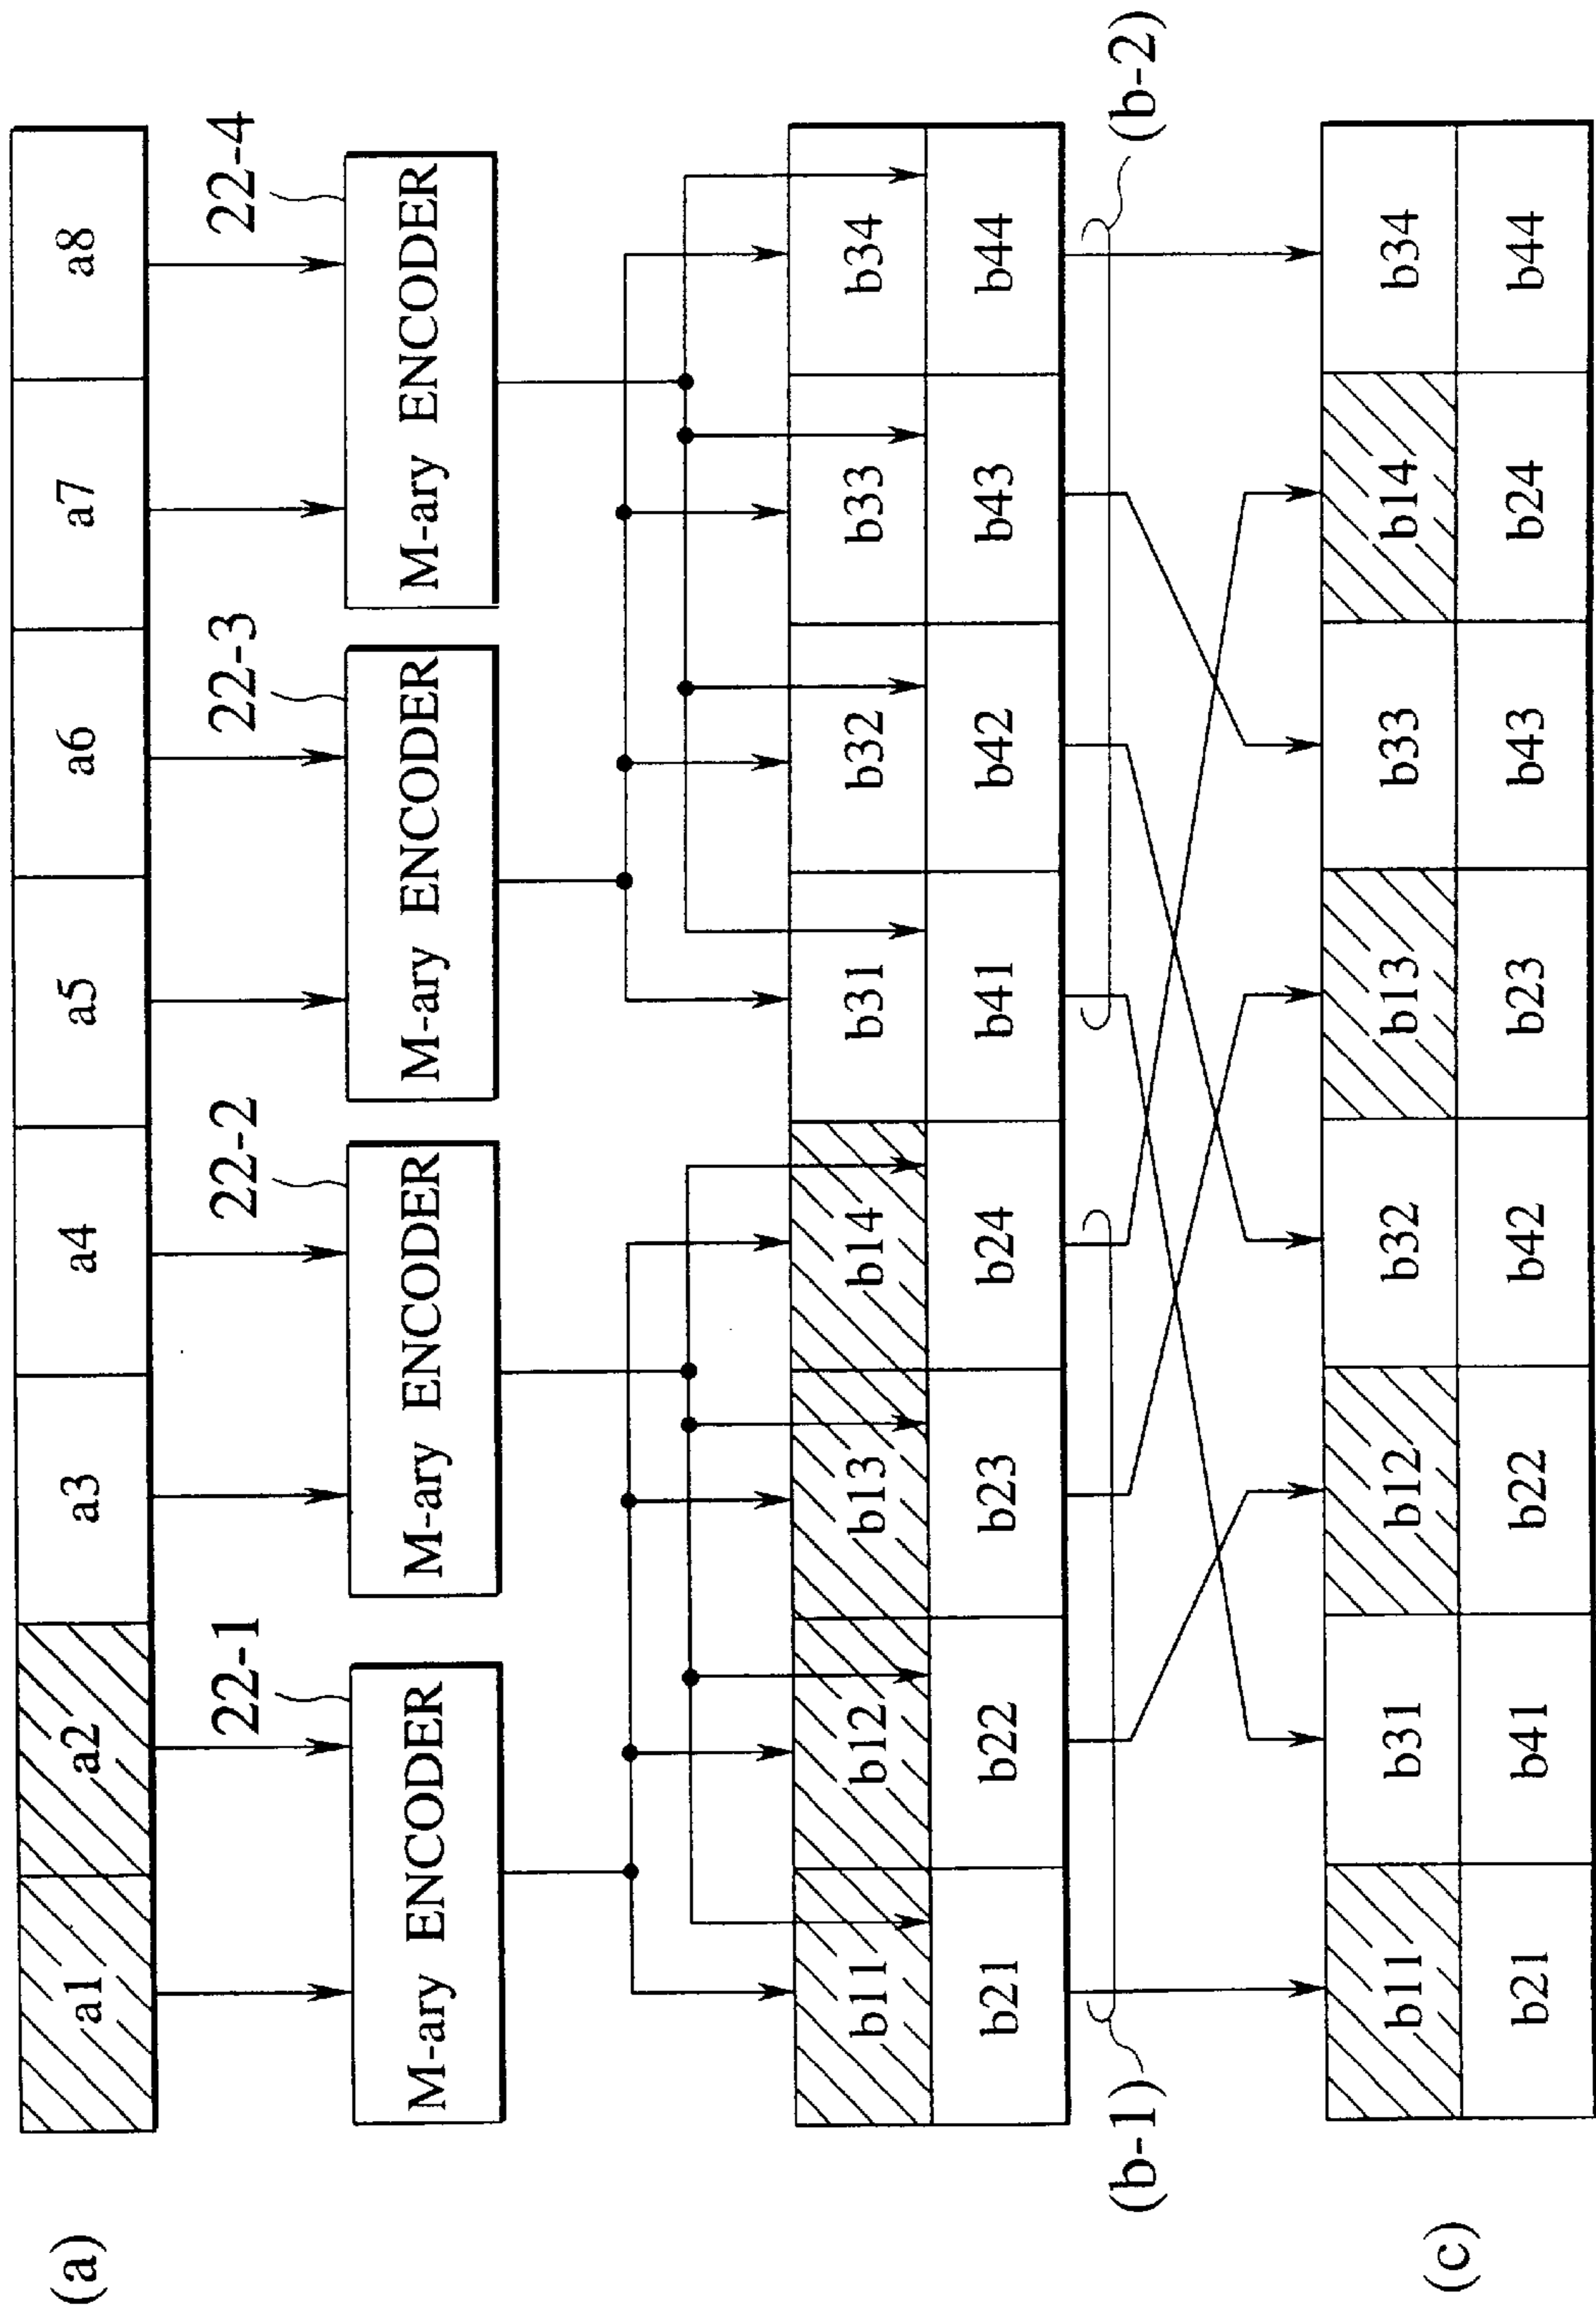 (a)
a1 a2 a3 a4 a5 a6 a7 a8
22-1 22-2 22-3 22-4
M-ary ENCODER M-ary ENCODER M-ary ENCODER M-ary ENCODER
b11 b12 b13 b14 b31 b32 b33 b34
b21 b22 b23 b24 b41 b42 b43 b44
(b-1) (b-2)
(c)
b11 b31 b12 b32 b13 b33 b14 b34
b21 b41 b22 b42 b23 b43 b24 b44